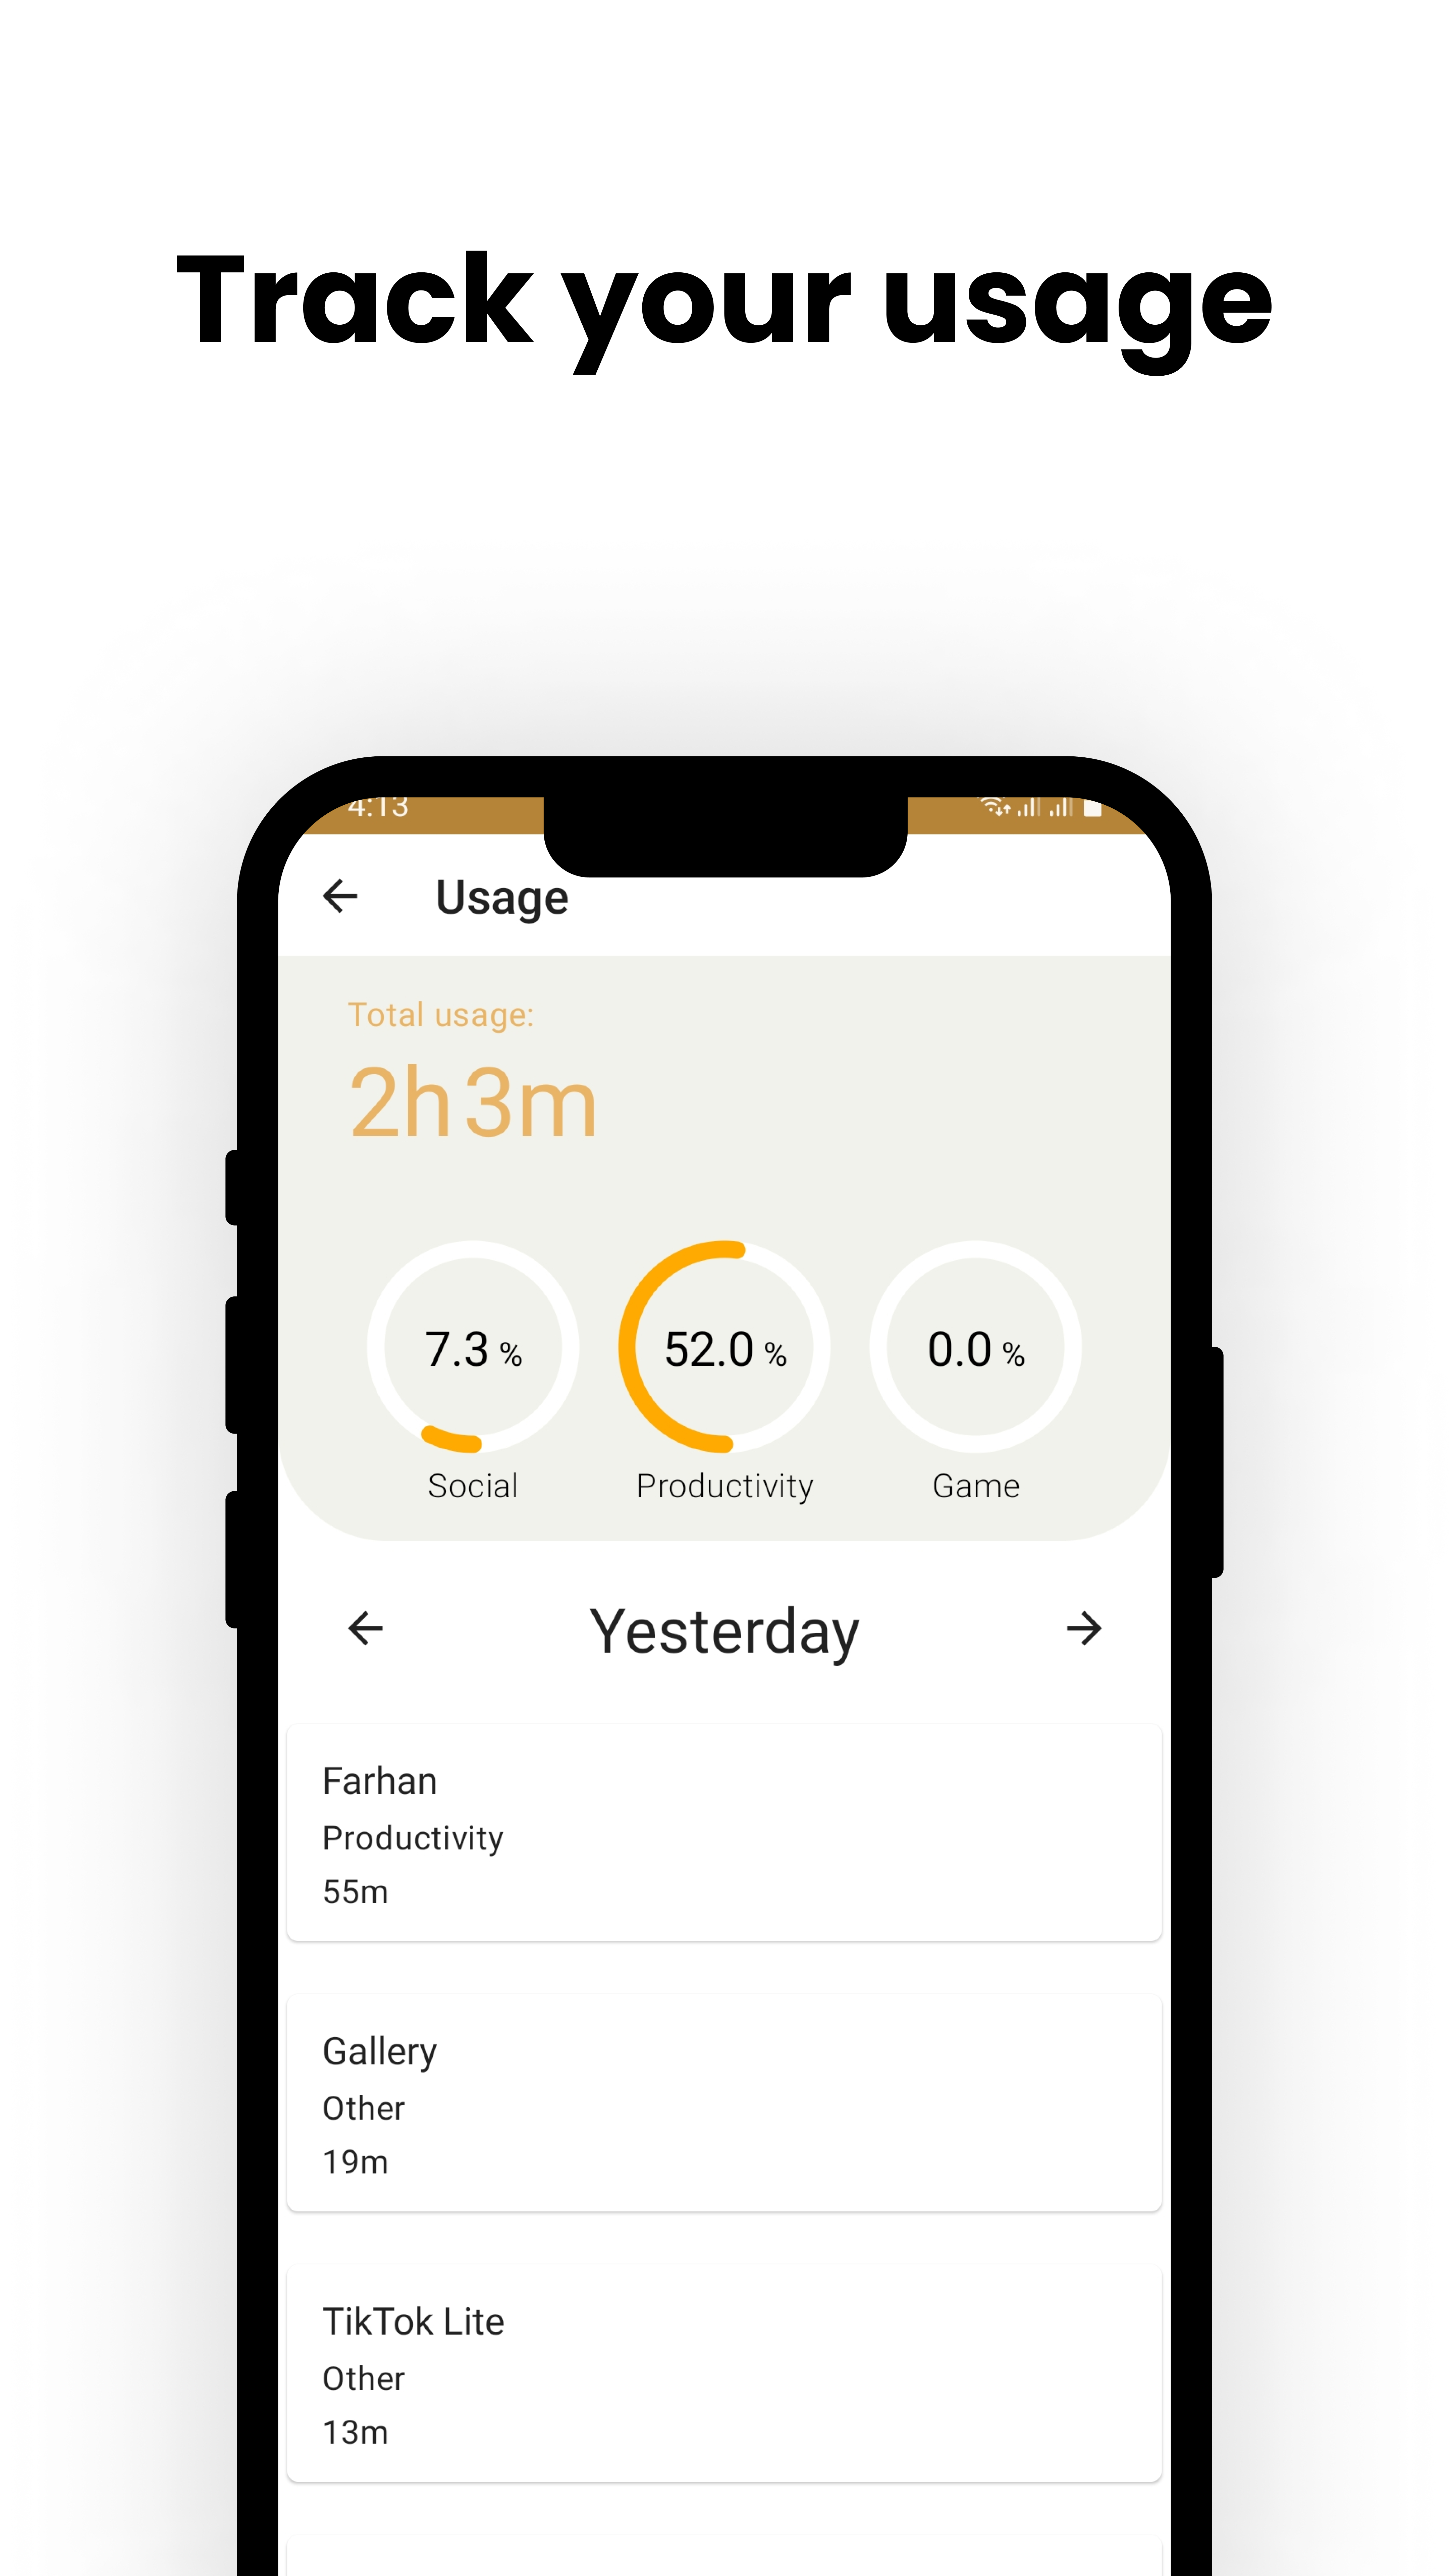 Track your usage
4:13
Usage
Total usage:
2h 3m
7.3 %
52.0 %
0.0 %
Social
Productivity
Game
Yesterday
Farhan
Productivity
55m
Gallery
Other
19m
TikTok Lite
Other
13m